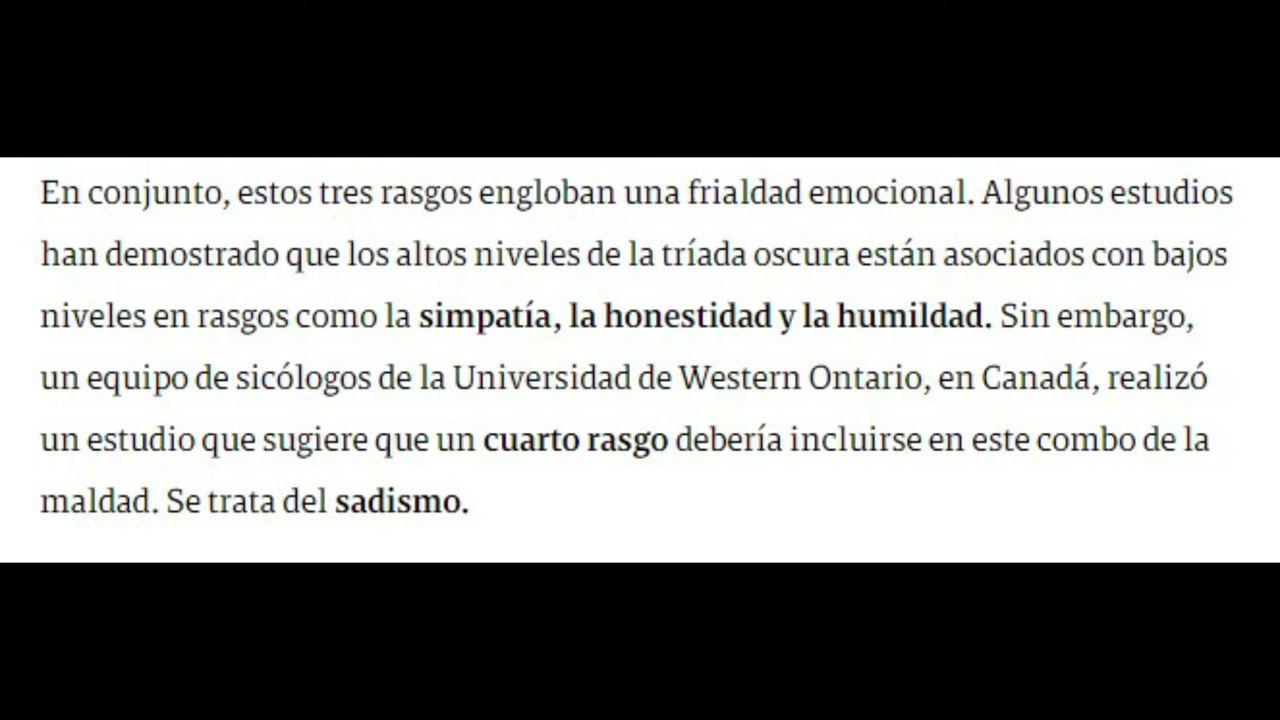 En conjunto, estos tres rasgos engloban una frialdad emocional. Algunos estudios
han demostrado que los altos niveles de la tríada oscura están asociados con bajos
niveles en rasgos como la simpatía, la honestidad y la humildad. Sin embargo,
un equipo de sicólogos de la Universidad de Western Ontario, en Canadá, realizó
un estudio que sugiere que un cuarto rasgo debería incluirse en este combo de la
maldad. Se trata del sadismo.